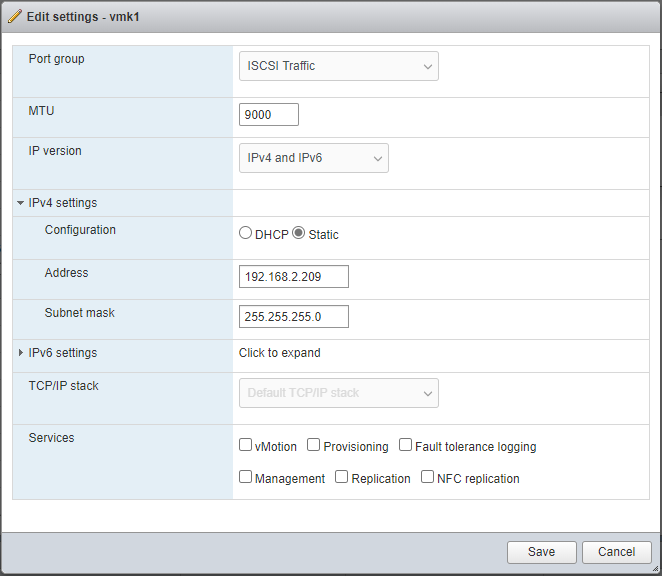 Edit settings - vmk1
Port group
ISCSI Traffic
MTU
9000
IP version
IPv4 and IPv6
IPv4 settings
Configuration
DHCP Static
Address
192.168.2.209
Subnet mask
255.255.255.0
IPv6 settings
Click to expand
TCP/IP stack
Default TCP/IP stack
Services
vMotion Provisioning Fault tolerance logging
Management Replication NFC replication
Save Cancel